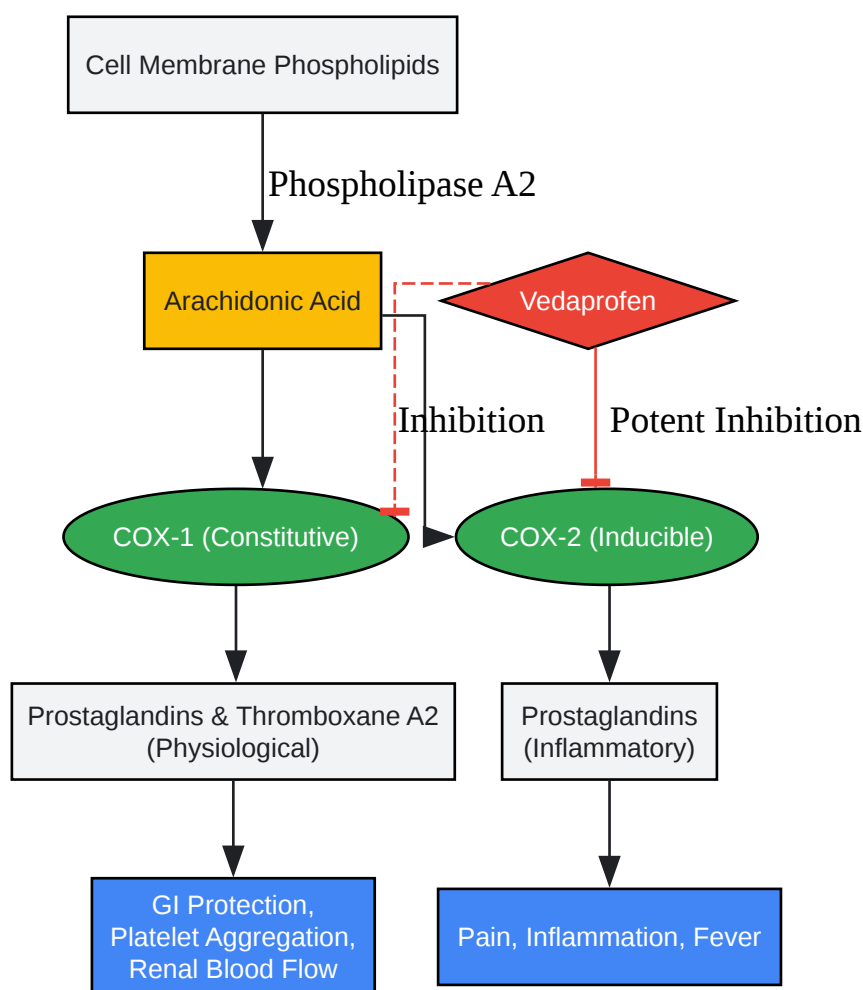 Cell Membrane Phospholipids
Phospholipase A2
Arachidonic Acid
Vedaprofen
Inhibition
Potent Inhibition
COX-1 (Constitutive)
COX-2 (Inducible)
Prostaglandins & Thromboxane A2
(Physiological)
Prostaglandins
(Inflammatory)
GI Protection,
Platelet Aggregation,
Renal Blood Flow
Pain, Inflammation, Fever